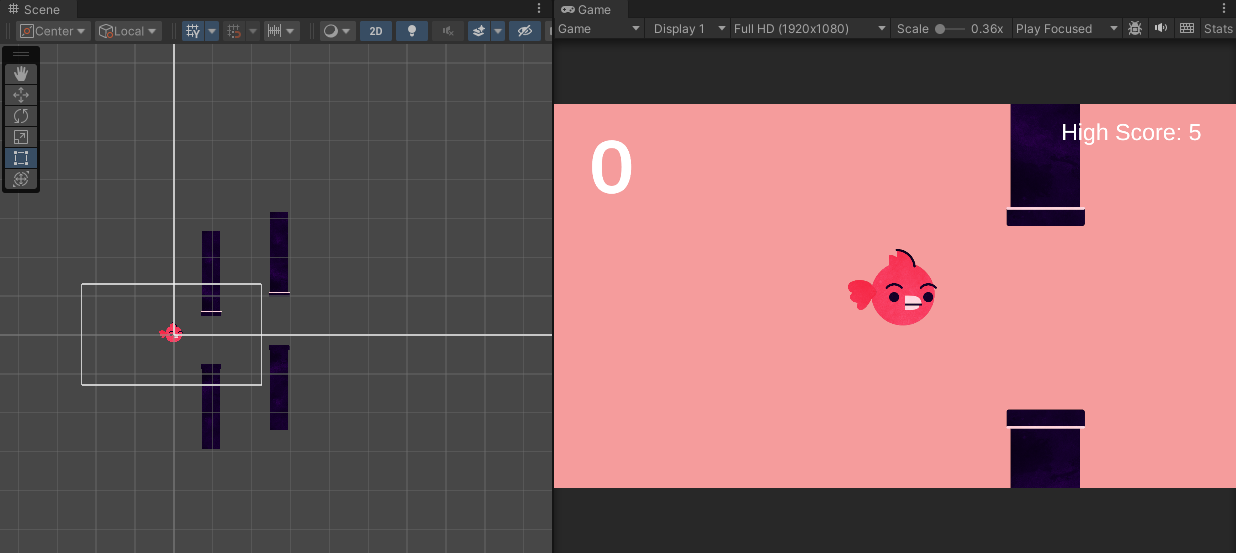 Scene
Center
Local
2D
Game
Game
Display 1
Full HD (1920x1080)
Scale
0.36x
Play Focused
Stats
0
High Score: 5